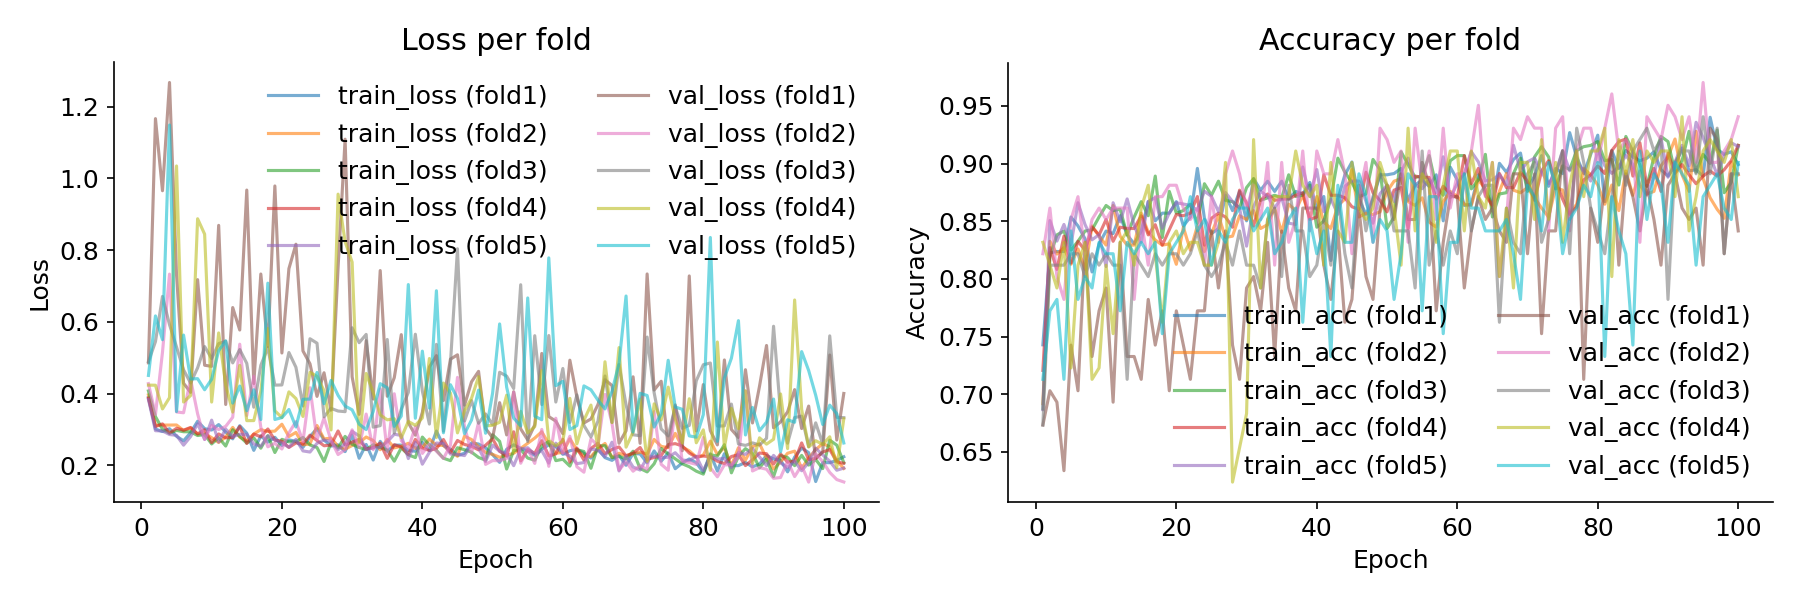 Loss per fold
Loss
1.2
1.0
0.8
0.6
0.4
0.2
train_loss (fold1)
train_loss (fold2)
train_loss (fold3)
train_loss (fold4)
train_loss (fold5)
val_loss (fold1)
val_loss (fold2)
val_loss (fold3)
val_loss (fold4)
val_loss (fold5)
0 20 40 60 80 100
Epoch
Accuracy per fold
Accuracy
0.95
0.90
0.85
0.80
0.75
0.70
0.65
train_acc (fold1)
train_acc (fold2)
train_acc (fold3)
train_acc (fold4)
train_acc (fold5)
val_acc (fold1)
val_acc (fold2)
val_acc (fold3)
val_acc (fold4)
val_acc (fold5)
0 20 40 60 80 100
Epoch